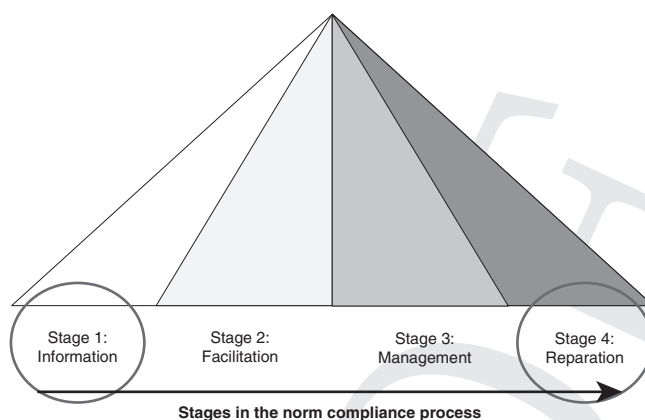 Stage 1:
Information
Stage 2:
Facilitation
Stage 3:
Management
Stage 4:
Reparation
Stages in the norm compliance process